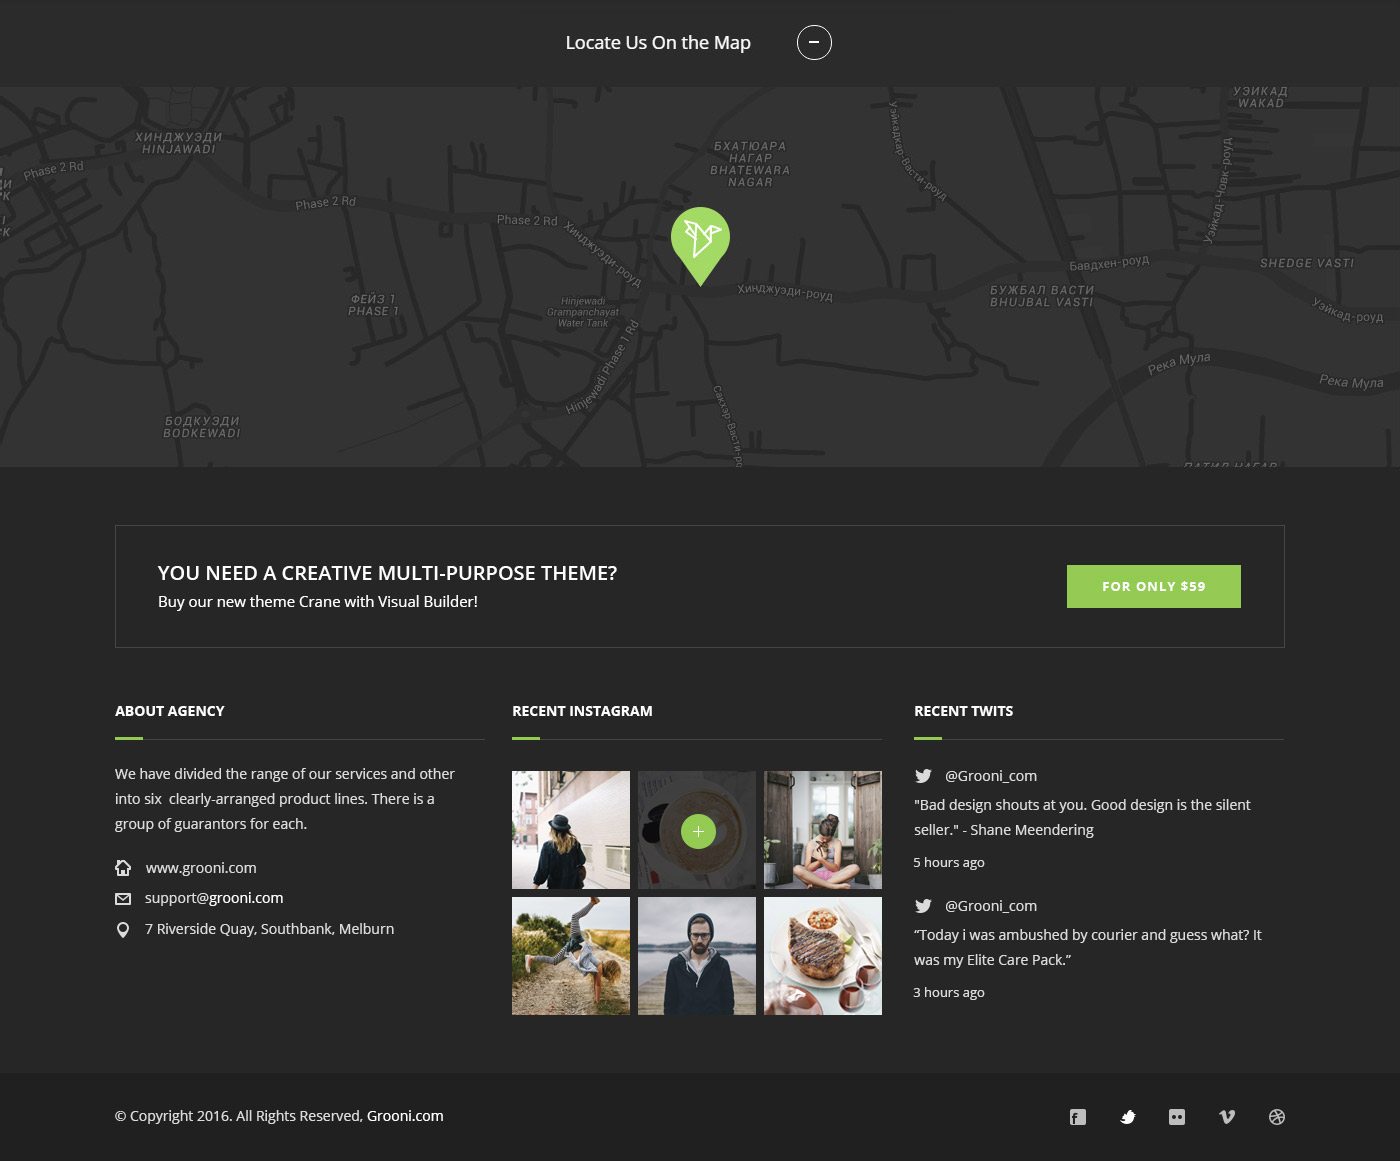 Locate Us On the Map
УЭЙКАД
WAKAD
ХИНДЖУЭДИ
HINJAWADI
Phase 2 Rd
БХАТЮАРА
НАГАР
BHATEWARA
NAGAR
Уэйкадкар-Васти-роуд
Уэйкад-Човк-роуд
Phase 2 Rd
Phase 2 Rd
Хинджуэди-роуд
Бавдхен-роуд
SHEDGE VASTI
Хинджуэди-роуд
БУЖБАЛ ВАСТИ
BHUJBAL VASTI
ФЕЙЗ 1
PHASE 1
Hinjewadi
Grampanchayat
Water Tank
Уэйкад-роуд
Hinjewadi Phase 1 Rd
Река Мула
Река Мула
Сакхэр-Васти-ро
БОДКУЭДИ
BODKEWADI
YOU NEED A CREATIVE MULTI-PURPOSE THEME?
Buy our new theme Crane with Visual Builder!
FOR ONLY $59
ABOUT AGENCY
We have divided the range of our services and other
into six clearly-arranged product lines. There is a
group of guarantors for each.
www.grooni.com
support@grooni.com
7 Riverside Quay, Southbank, Melburn
RECENT INSTAGRAM
RECENT TWITS
@Grooni_com
"Bad design shouts at you. Good design is the silent
seller." - Shane Meendering
5 hours ago
@Grooni_com
“Today i was ambushed by courier and guess what? It
was my Elite Care Pack.”
3 hours ago
© Copyright 2016. All Rights Reserved, Grooni.com